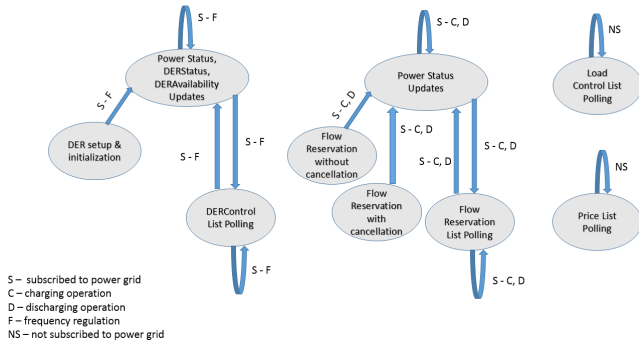 S - F
S - C, D
NS
Power Status,
DERStatus,
DERAvailability
Updates
Power Status
Updates
Load
Control List
Polling
S - F
S - C, D
S - C, D
S - F
S - F
S - C, D
S - C, D
DER setup &
initialization
Flow
Reservation
without
cancellation
NS
Flow
Reservation
with
cancellation
DERControl
List Polling
Flow
Reservation
List Polling
Price List
Polling
S - F
S - C, D
S – subscribed to power grid
C – charging operation
D – discharging operation
F – frequency regulation
NS – not subscribed to power grid